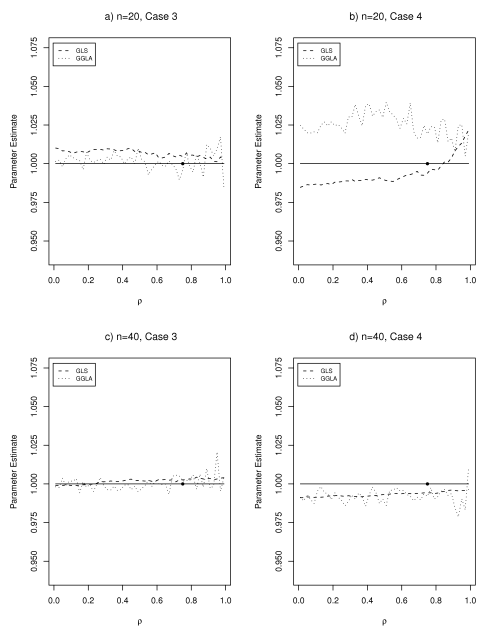 a) n=20, Case 3
GLS
GGLA
Parameter Estimate
0.950 0.975 1.000 1.025 1.050 1.075
0.0 0.2 0.4 0.6 0.8 1.0
ρ
b) n=20, Case 4
GLS
GGLA
Parameter Estimate
0.950 0.975 1.000 1.025 1.050 1.075
0.0 0.2 0.4 0.6 0.8 1.0
ρ
c) n=40, Case 3
GLS
GGLA
Parameter Estimate
0.950 0.975 1.000 1.025 1.050 1.075
0.0 0.2 0.4 0.6 0.8 1.0
ρ
d) n=40, Case 4
GLS
GGLA
Parameter Estimate
0.950 0.975 1.000 1.025 1.050 1.075
0.0 0.2 0.4 0.6 0.8 1.0
ρ